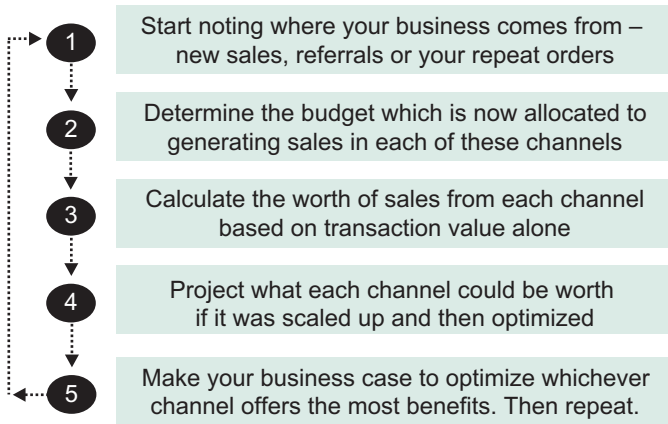 1
Start noting where your business comes from –
new sales, referrals or your repeat orders
2
Determine the budget which is now allocated to
generating sales in each of these channels
3
Calculate the worth of sales from each channel
based on transaction value alone
4
Project what each channel could be worth
if it was scaled up and then optimized
5
Make your business case to optimize whichever
channel offers the most benefits. Then repeat.